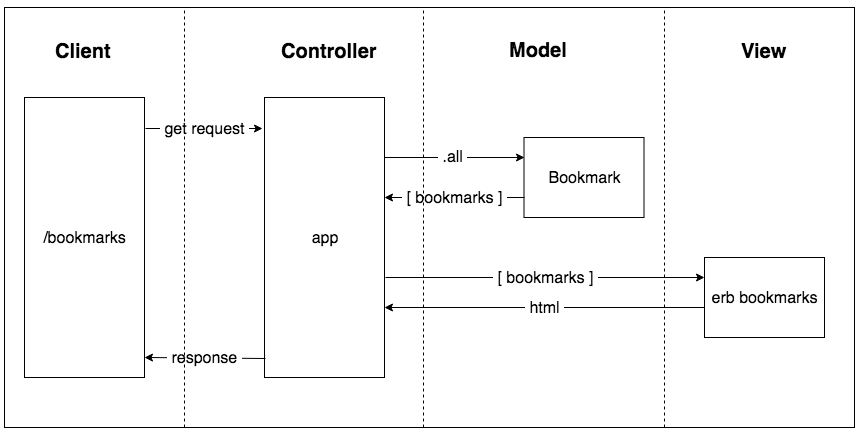 Client
Controller
Model
View
get request
.all
Bookmark
[ bookmarks ]
/bookmarks
app
[ bookmarks ]
erb bookmarks
html
response